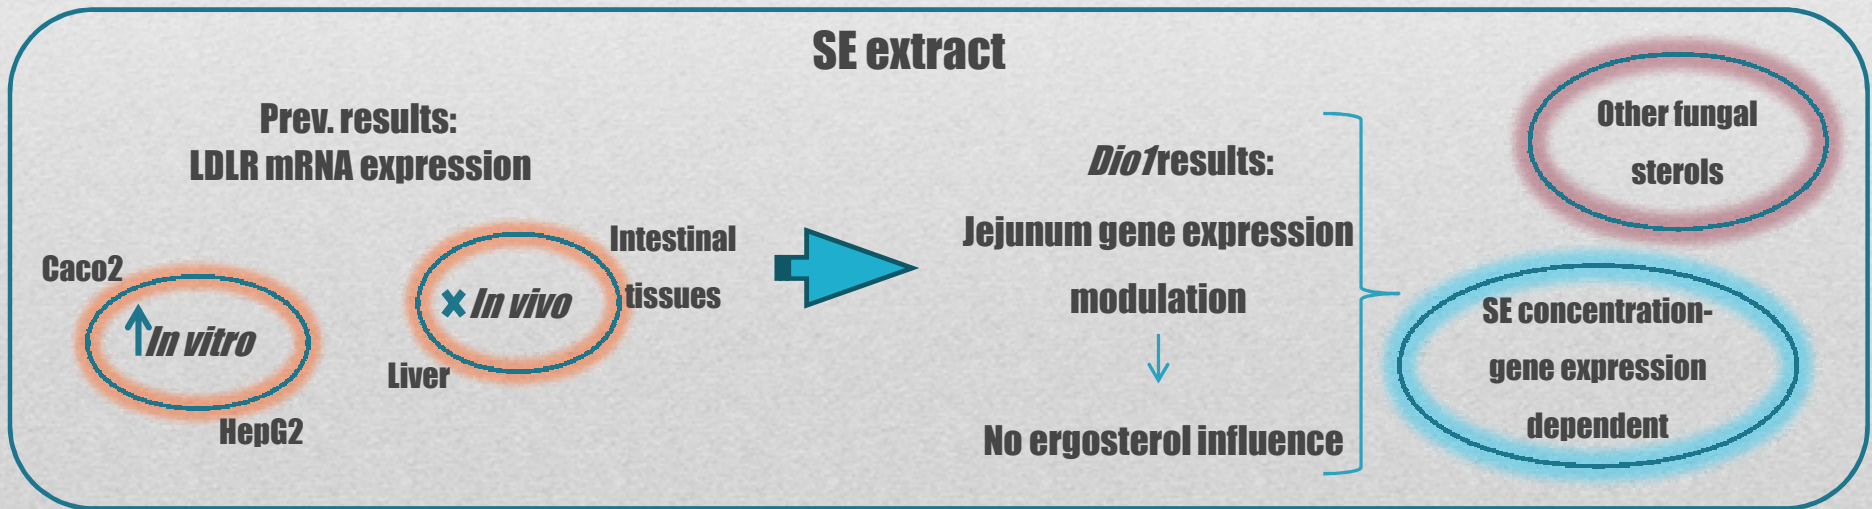 SE extract
Prev. results:
LDLR mRNA expression
Caco2
In vitro
HepG2
In vivo
Intestinal
tissues
Liver
Dio1results:
Jejunum gene expression
modulation
No ergosterol influence
Other fungal
sterols
SE concentration-
gene expression
dependent